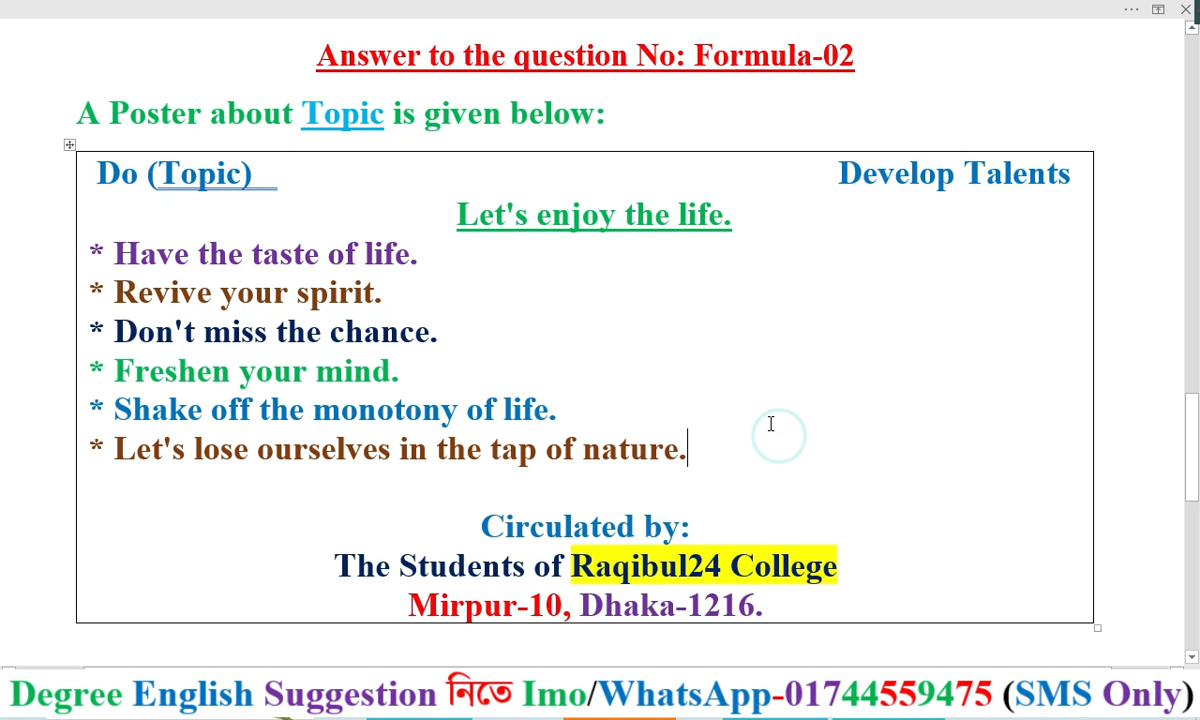 Answer to the question No: Formula-02
A Poster about Topic is given below:
Do (Topic) Develop Talents
Let's enjoy the life.
* Have the taste of life.
* Revive your spirit.
* Don't miss the chance.
* Freshen your mind.
* Shake off the monotony of life.
* Let's lose ourselves in the tap of nature.
Circulated by:
The Students of Raqibul24 College
Mirpur-10, Dhaka-1216.
Degree English Suggestion নিতে Imo/WhatsApp-01744559475 (SMS Only)